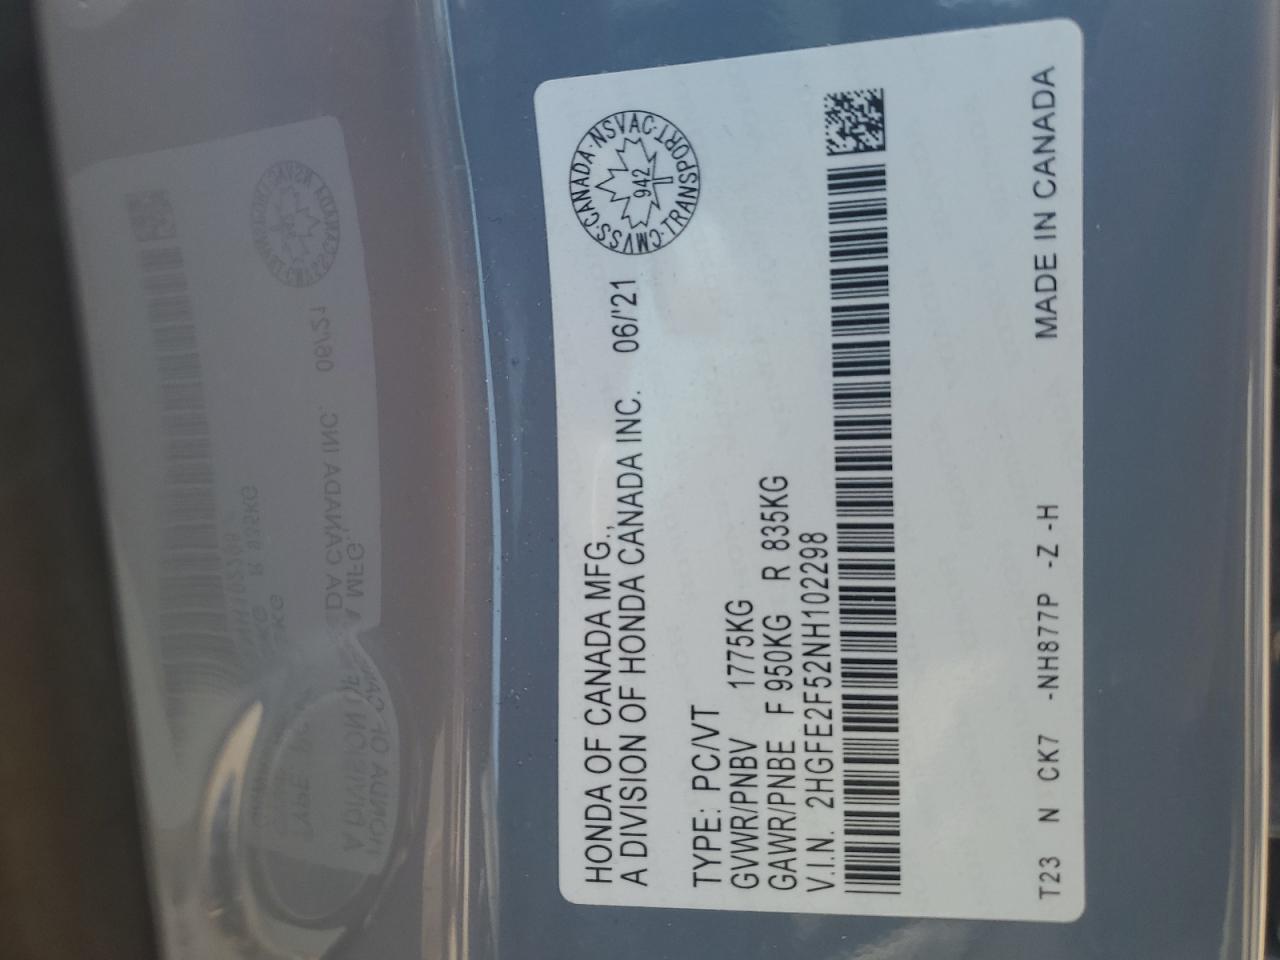 HONDA OF CANADA MFG.,
A DIVISION OF HONDA CANADA INC. 06/'21
CMVSS·CANADA·NSVAC·TRANSPORT
942
TYPE: PC/VT
GVWR/PNBV 1775KG
GAWR/PNBE F 950KG R 835KG
V.I.N. 2HGFE2F52NH102298
T23 N CK7 -NH877P -Z -H MADE IN CANADA